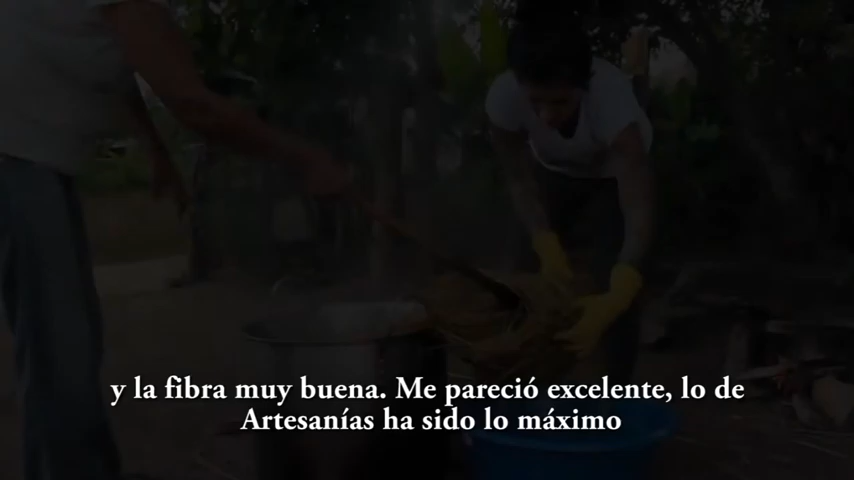 y la fibra muy buena. Me pareció excelente, lo de
Artesanías ha sido lo máximo